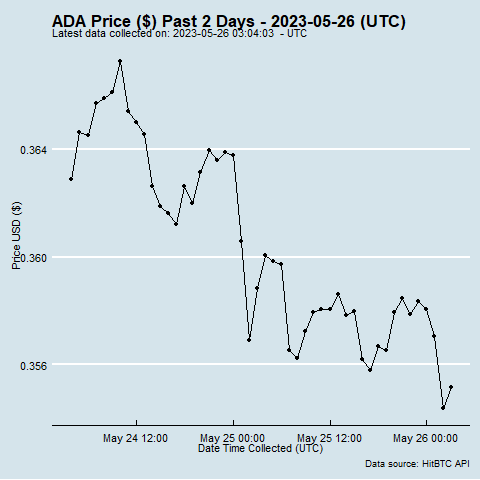 ADA Price ($) Past 2 Days - 2023-05-26 (UTC)
Latest data collected on: 2023-05-26 03:04:03 - UTC
0.364
0.360
0.356
Price USD ($)
May 24 12:00
May 25 00:00
May 25 12:00
May 26 00:00
Date Time Collected (UTC)
Data source: HitBTC API